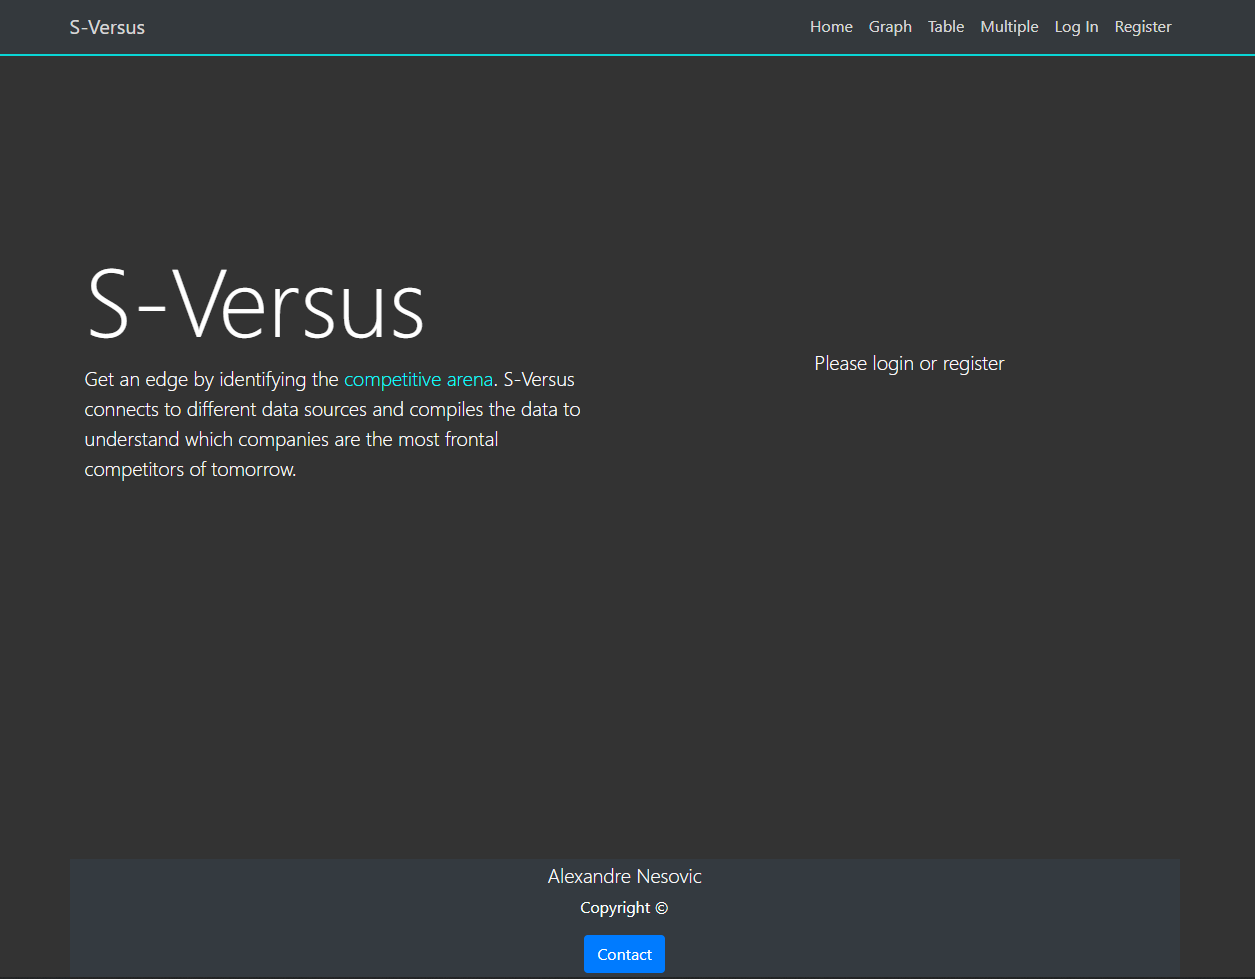 S-Versus
Home Graph Table Multiple Log In Register
S-Versus
Get an edge by identifying the competitive arena. S-Versus
connects to different data sources and compiles the data to
understand which companies are the most frontal
competitors of tomorrow.
Please login or register
Alexandre Nesovic
Copyright ©
Contact